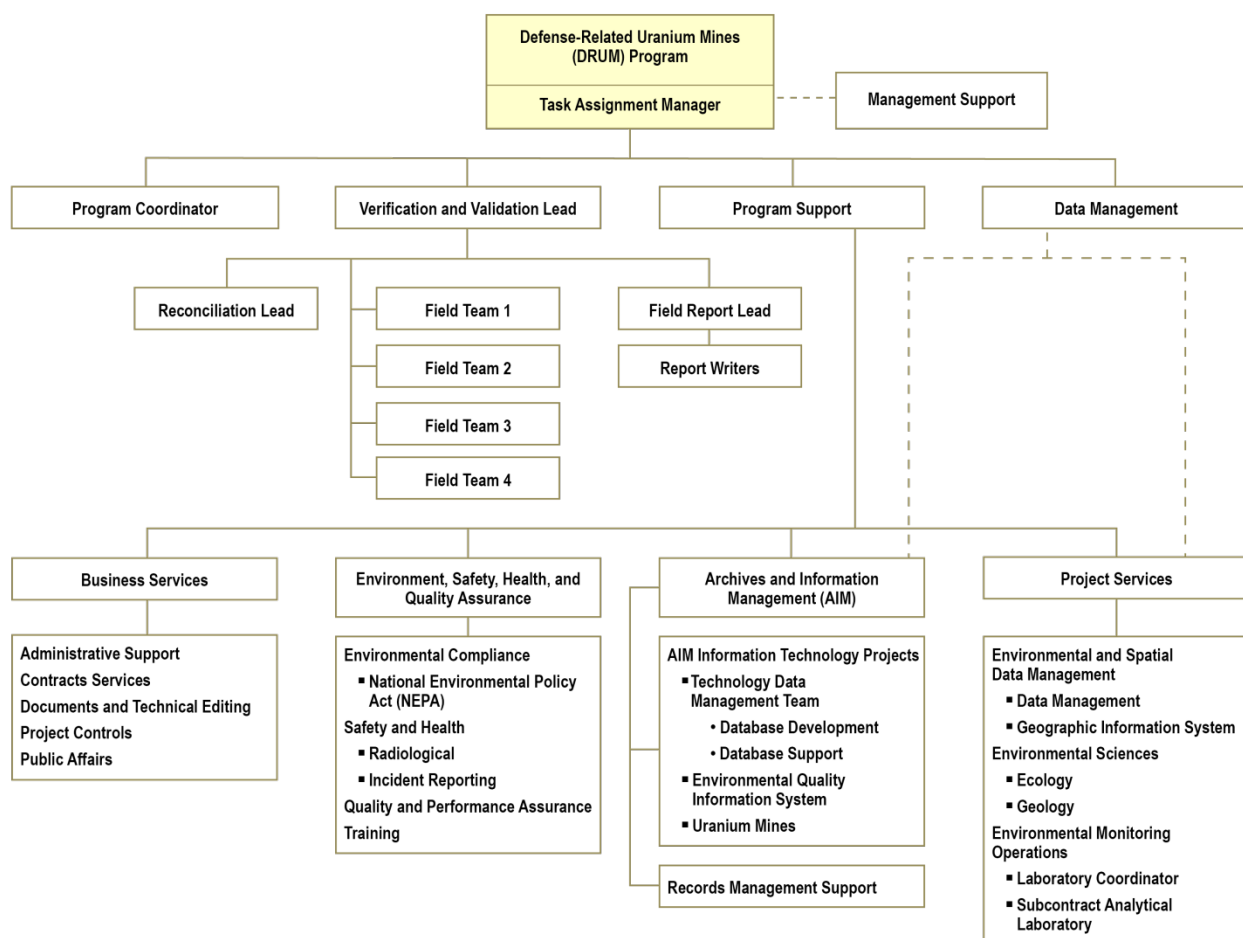 Defense-Related Uranium Mines
(DRUM) Program
Task Assignment Manager
Management Support
Program Coordinator
Verification and Validation Lead
Program Support
Data Management
Reconciliation Lead
Field Team 1
Field Report Lead
Field Team 2
Report Writers
Field Team 3
Field Team 4
Business Services
Environment, Safety, Health, and
Quality Assurance
Archives and Information
Management (AIM)
Project Services
Administrative Support
Contracts Services
Documents and Technical Editing
Project Controls
Public Affairs
Environmental Compliance
▪ National Environmental Policy
Act (NEPA)
Safety and Health
▪ Radiological
▪ Incident Reporting
Quality and Performance Assurance
Training
AIM Information Technology Projects
▪ Technology Data
Management Team
• Database Development
• Database Support
▪ Environmental Quality
Information System
▪ Uranium Mines
Records Management Support
Environmental and Spatial
Data Management
▪ Data Management
▪ Geographic Information System
Environmental Sciences
▪ Ecology
▪ Geology
Environmental Monitoring
Operations
▪ Laboratory Coordinator
▪ Subcontract Analytical
Laboratory